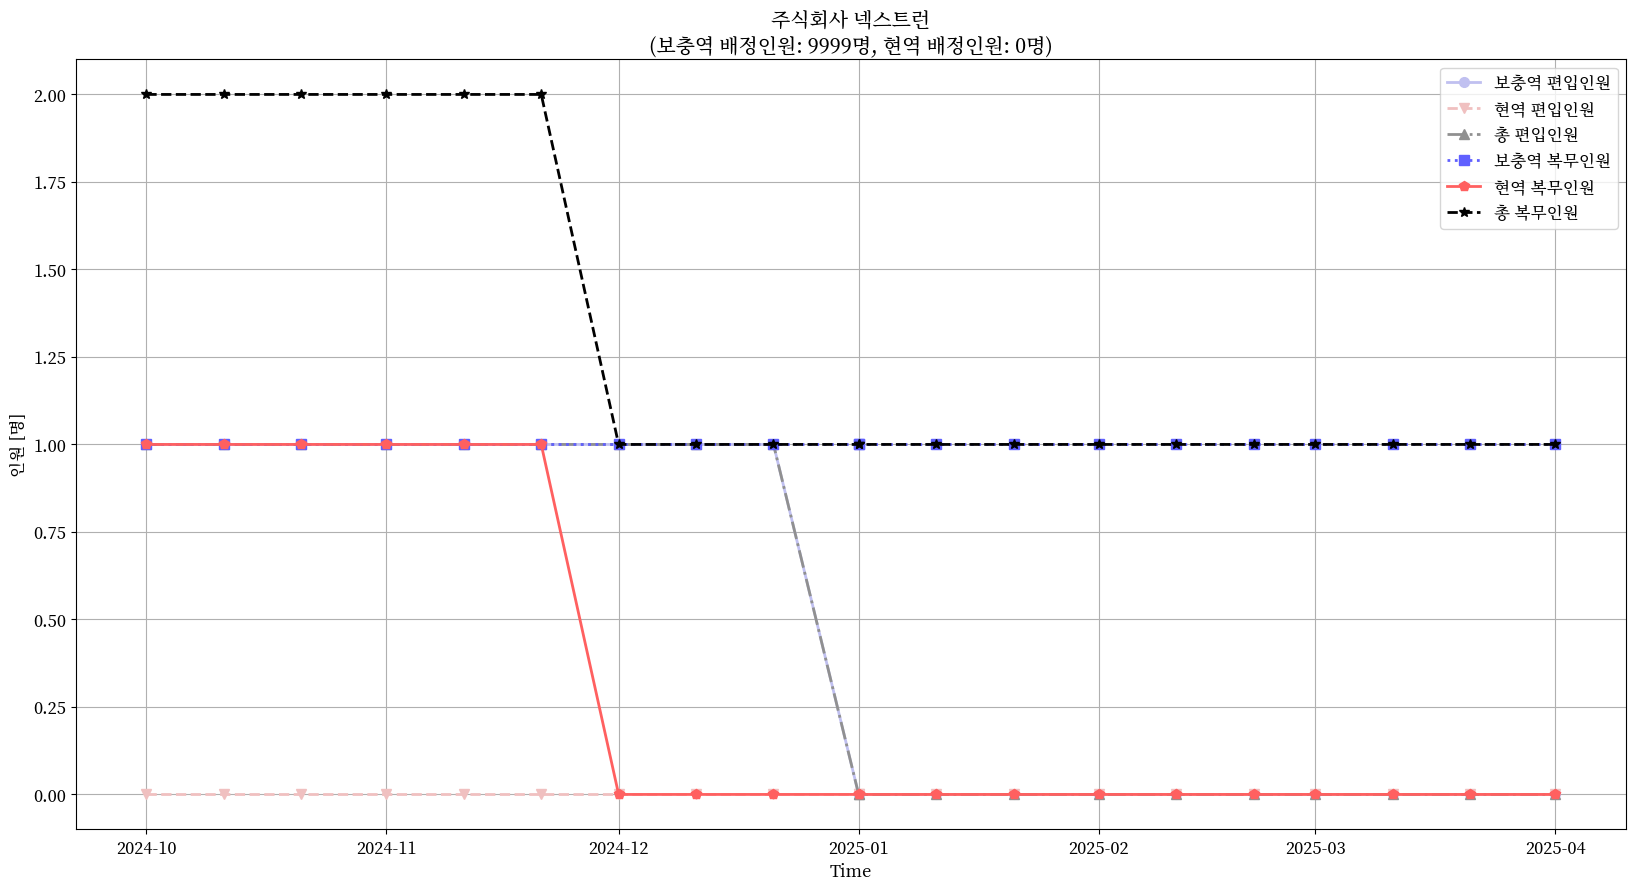 주식회사 넥스트런
(보충역 배정인원: 9999명, 현역 배정인원: 0명)
보충역 편입인원
현역 편입인원
총 편입인원
보충역 복무인원
현역 복무인원
총 복무인원
인원 [명]
2.00
1.75
1.50
1.25
1.00
0.75
0.50
0.25
0.00
2024-10 2024-11 2024-12 2025-01 2025-02 2025-03 2025-04
Time